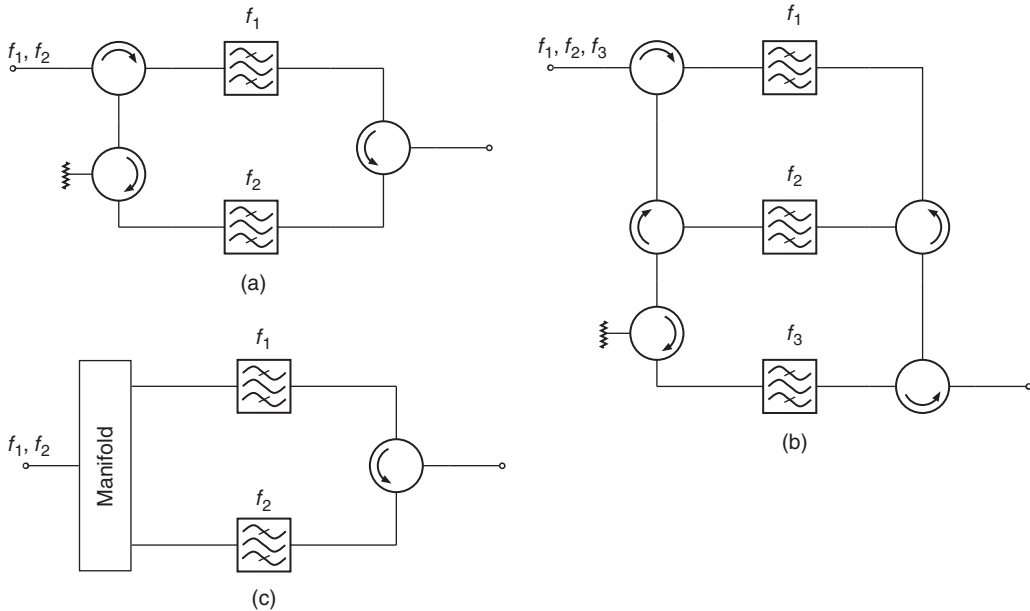 f₁
f₁, f₂
f₂
(a)
f₁
f₁, f₂, f₃
f₂
f₃
(b)
f₁
f₁, f₂
Manifold
f₂
(c)